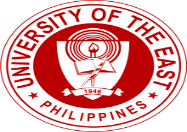 UNIVERSITY OF THE EAST
1946
PHILIPPINES